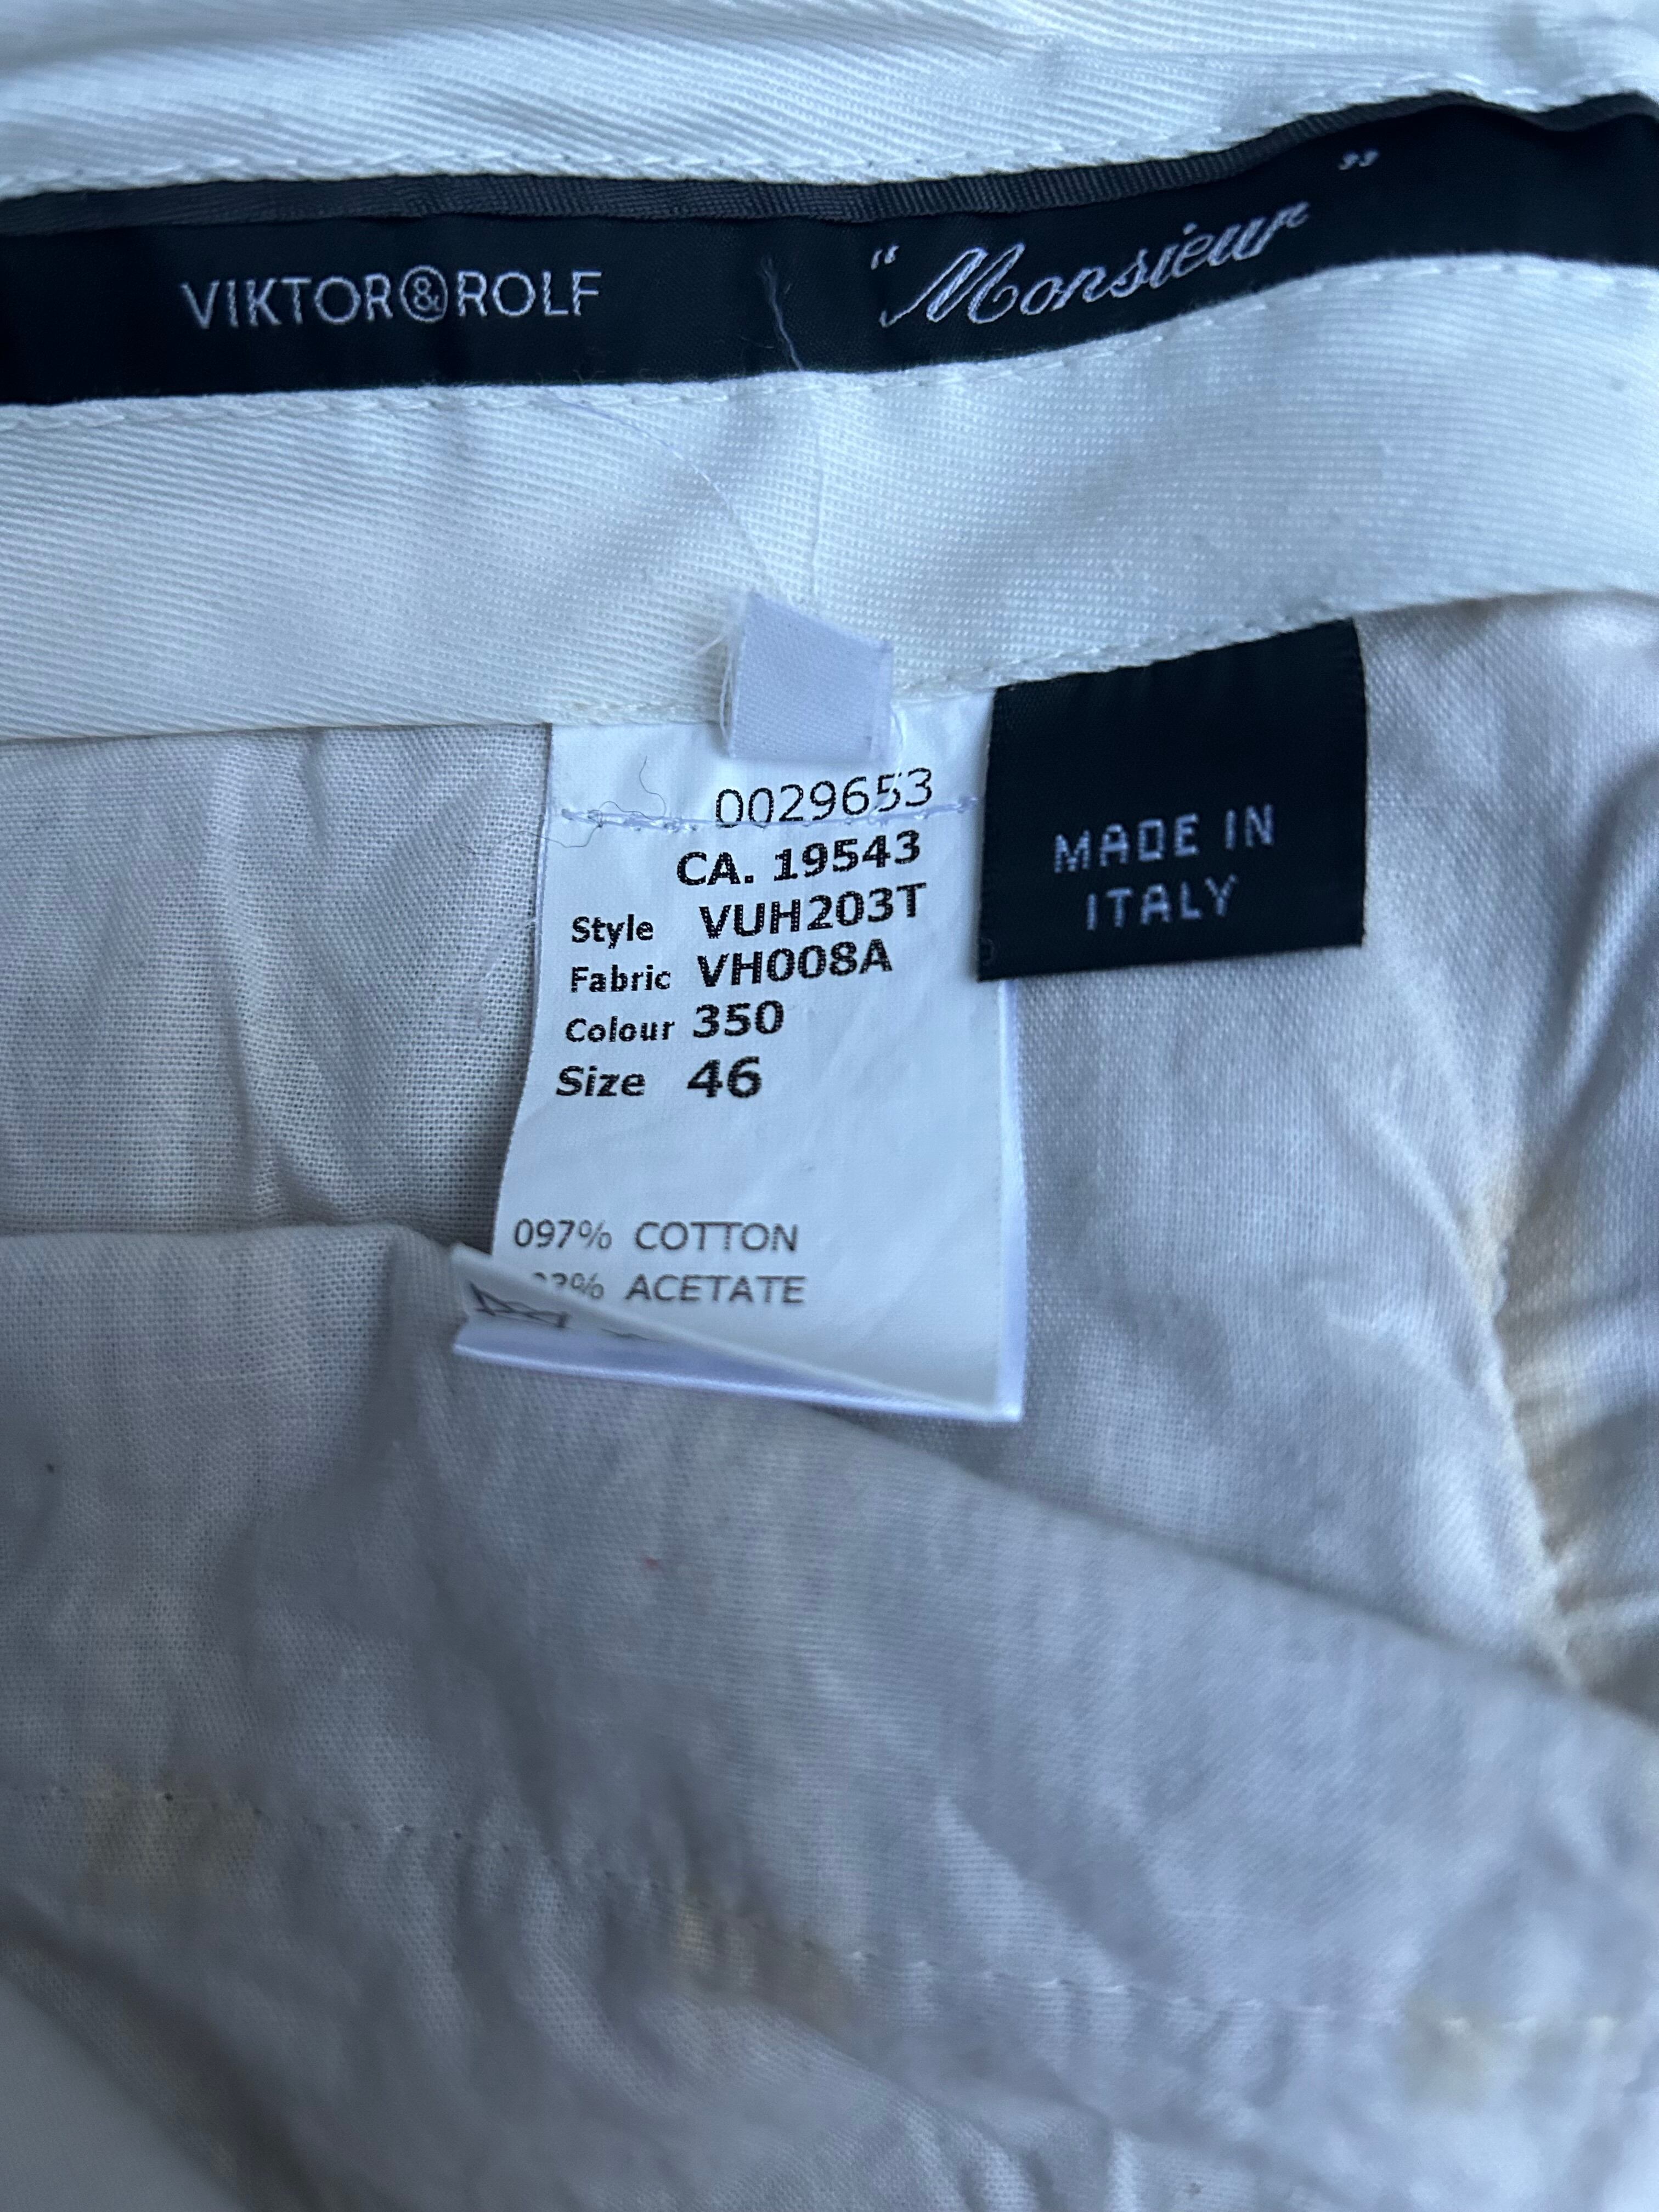 VIKTOR&ROLF
"Monsieur"
0029653
CA. 19543
Style VUH203T
Fabric VH008A
Colour 350
Size 46
097% COTTON
3% ACETATE
MADE IN
ITALY